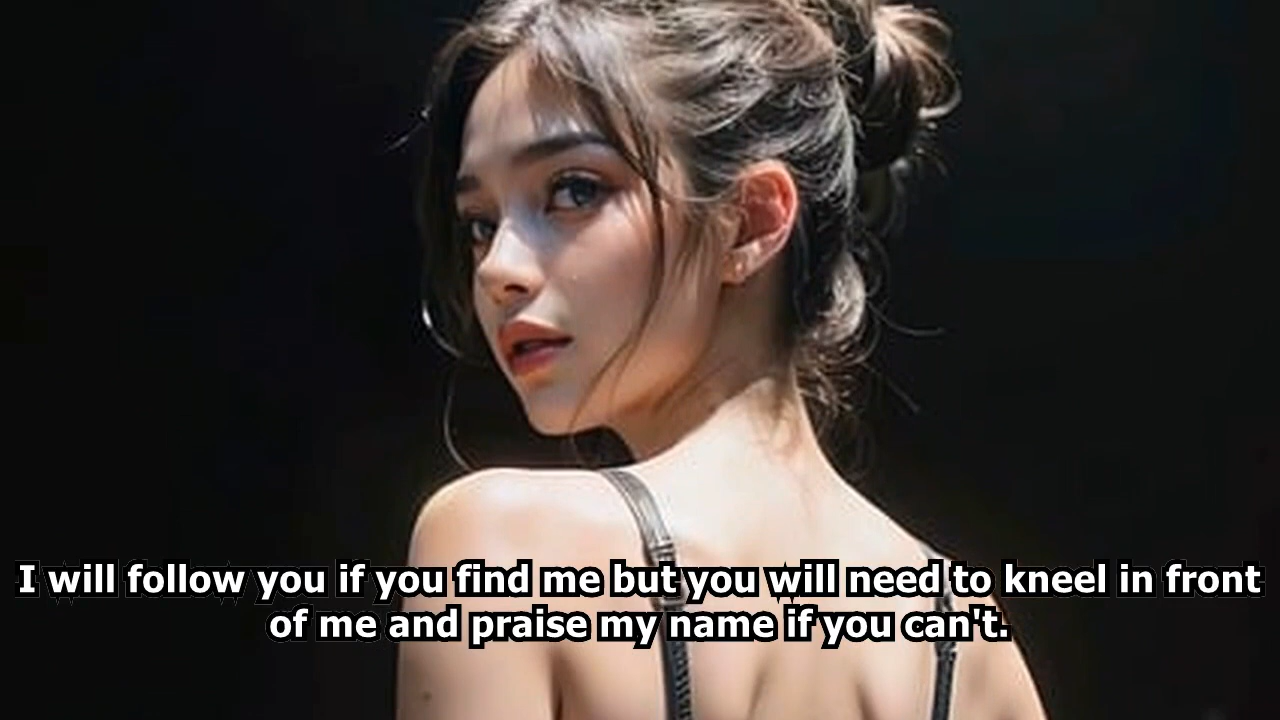 I will follow you if you find me but you will need to kneel in front
of me and praise my name if you can't.